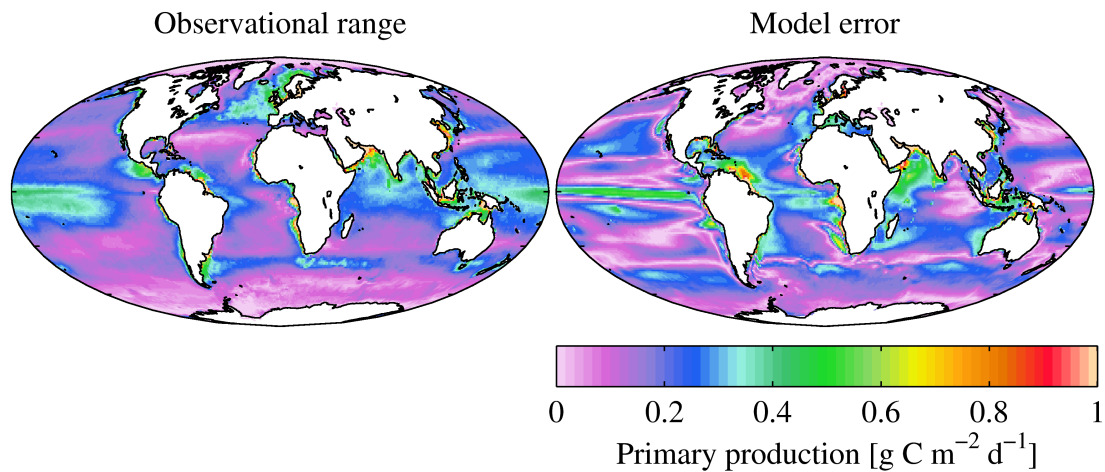 Observational range
Model error
0 0.2 0.4 0.6 0.8 1
Primary production [g C m⁻² d⁻¹]